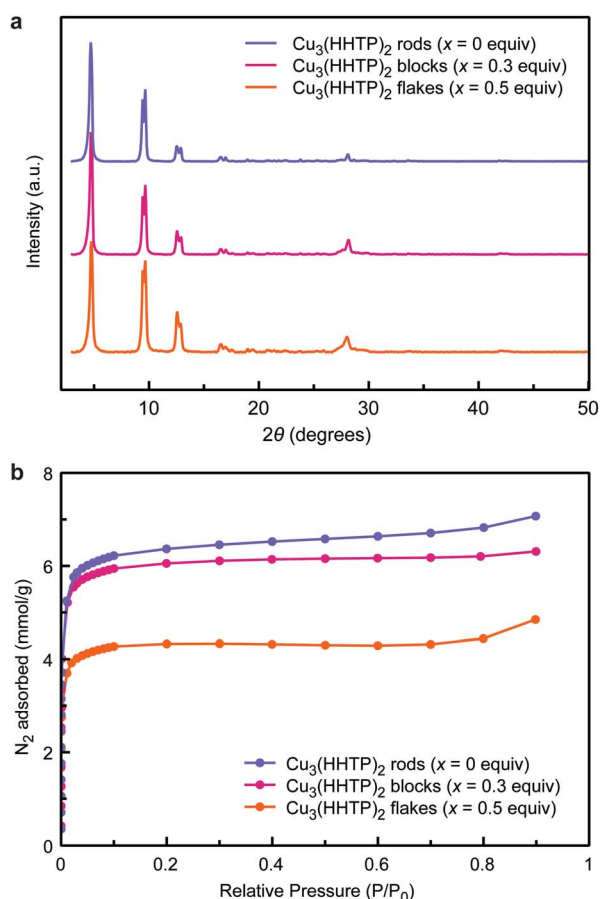 a
Cu3(HHTP)2 rods (x = 0 equiv)
Cu3(HHTP)2 blocks (x = 0.3 equiv)
Cu3(HHTP)2 flakes (x = 0.5 equiv)
Intensity (a.u.)
10 20 30 40 50
2θ (degrees)
b
8
6
4
2
0
N2 adsorbed (mmol/g)
Cu3(HHTP)2 rods (x = 0 equiv)
Cu3(HHTP)2 blocks (x = 0.3 equiv)
Cu3(HHTP)2 flakes (x = 0.5 equiv)
0 0.2 0.4 0.6 0.8 1
Relative Pressure (P/P0)